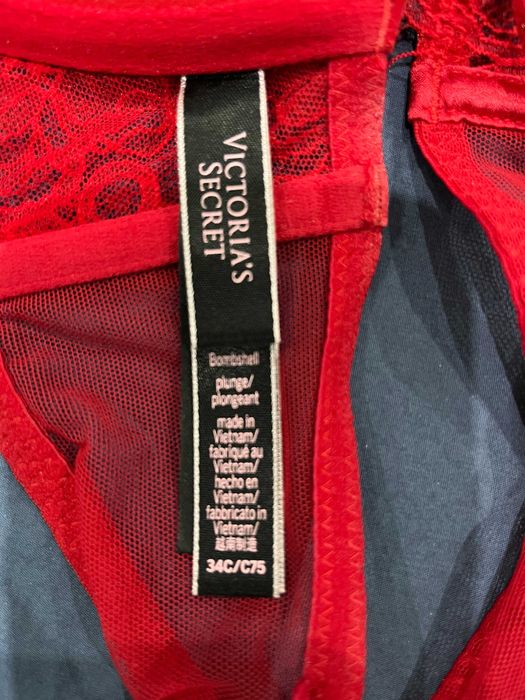 VICTORIA'S
SECRET
Bombshell
plunge/
plongeant
made in
Vietnam/
fabriqué au
Vietnam/
hecho en
Vietnam/
fabbricato in
Vietnam/
越南制造
34C/C75